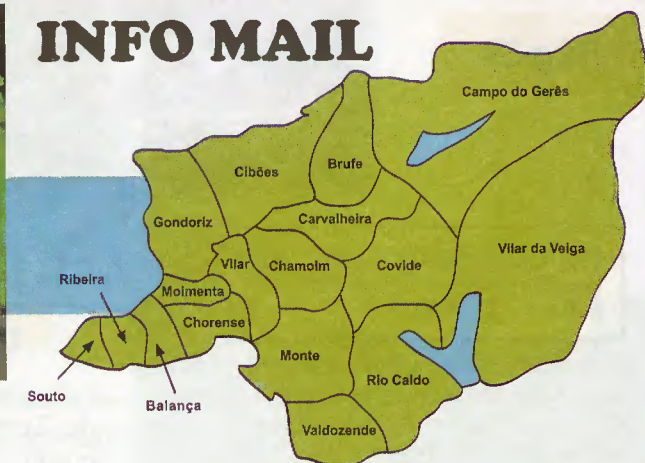 INFO MAIL
Campo do Gerês
Brufe
Cibões
Carvalheira
Gondoriz
Vilar da Veiga
Vilar
Chamoim
Covide
Ribeira
Moimenta
Chorense
Monte
Rio Caldo
Souto
Balança
Valdozende